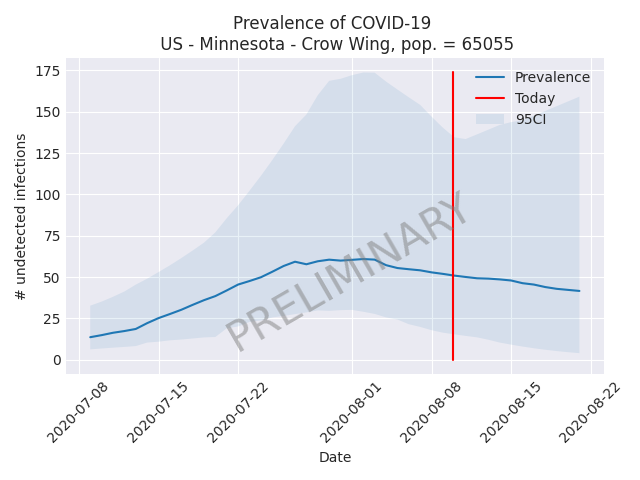 Prevalence of COVID-19
US - Minnesota - Crow Wing, pop. = 65055
175
150
125
100
75
50
25
0
# undetected infections
Prevalence
Today
95CI
PRELIMINARY
2020-07-08
2020-07-15
2020-07-22
2020-08-01
2020-08-08
2020-08-15
2020-08-22
Date